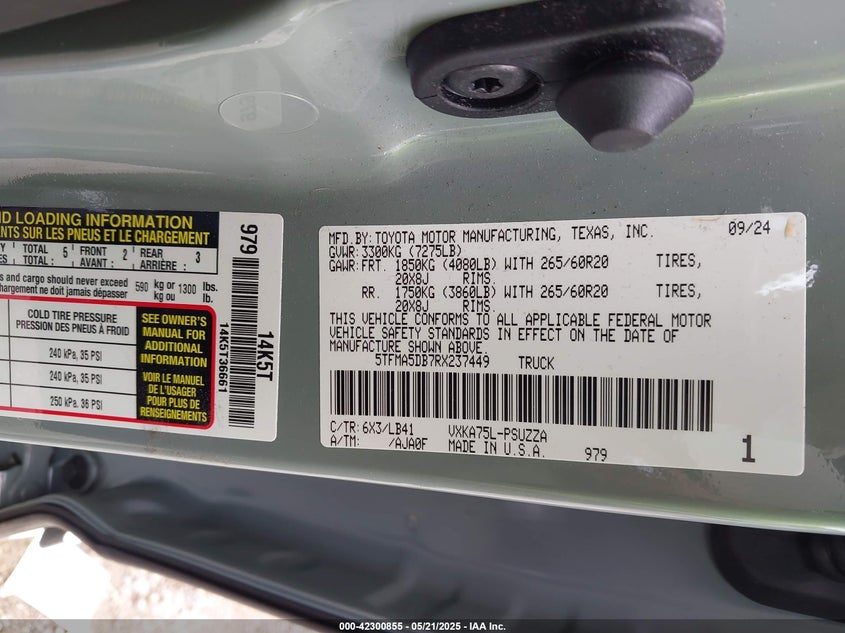 D LOADING INFORMATION
ANTS SUR LES PNEUS ET LE CHARGEMENT
TOTAL 5 FRONT 2 REAR 3
TOTAL : AVANT : ARRIÈRE :
s and cargo should never exceed 590 kg or 1300 lbs.
chargement ne doit jamais dépasser kg ou lb.
COLD TIRE PRESSURE
PRESSION DES PNEUS À FROID
240 kPa, 35 PSI
240 kPa, 35 PSI
250 kPa, 36 PSI
SEE OWNER'S
MANUAL FOR
ADDITIONAL
INFORMATION
VOIR LE MANUEL
DE L'USAGER
POUR PLUS DE
RENSEIGNEMENTS
979
14K5T
14K5T36661
MFD.BY: TOYOTA MOTOR MANUFACTURING, TEXAS, INC. 09/24
GVWR: 3300KG (7275LB)
GAWR: FRT. 1850KG (4080LB) WITH 265/60R20 TIRES,
20X8J RIMS.
RR. 1750KG (3860LB) WITH 265/60R20 TIRES,
20X8J RIMS.
THIS VEHICLE CONFORMS TO ALL APPLICABLE FEDERAL MOTOR
VEHICLE SAFETY STANDARDS IN EFFECT ON THE DATE OF
MANUFACTURE SHOWN ABOVE.
5TFMA5DB7RX237449 TRUCK
C/TR: 6X3/LB41 VXKA75L-PSUZZA
A/TM: /AJA0F MADE IN U.S.A. 979 1
000-42300855 - 05/21/2025 - IAA Inc.